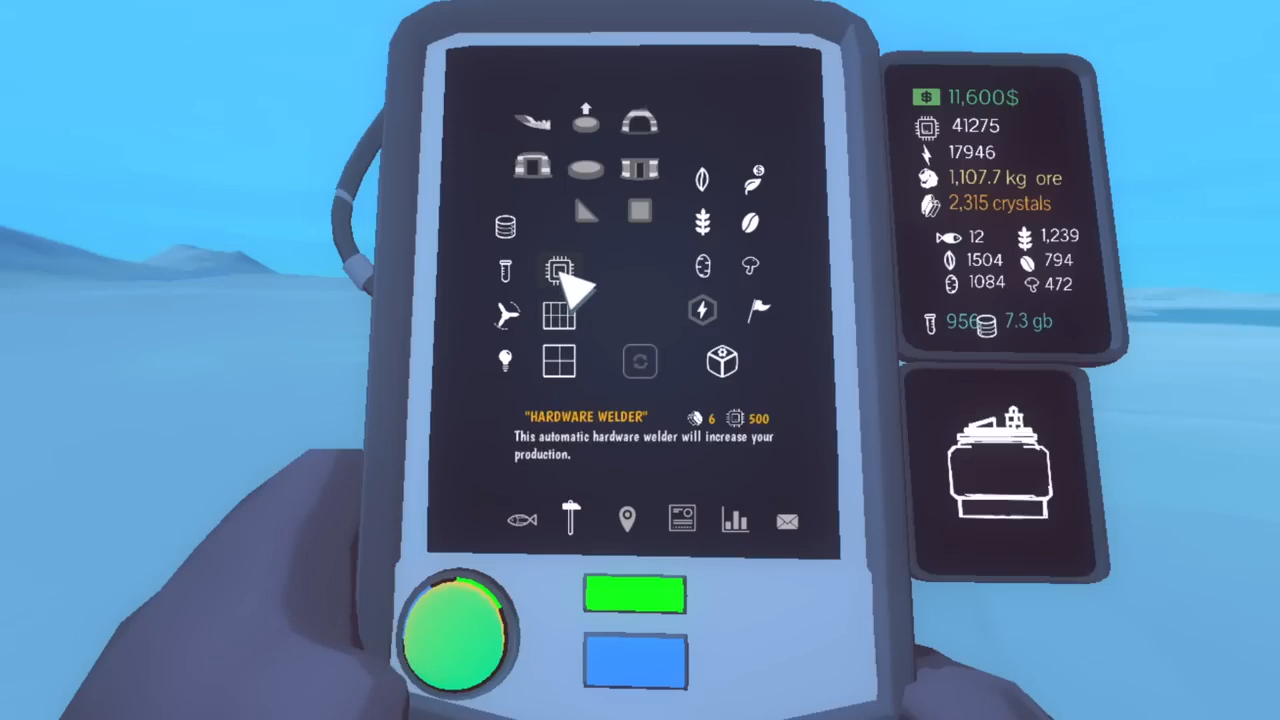 11,600$
41275
17946
1,107.7 kg ore
2,315 crystals
12 1,239
1504 794
1084 472
956 7.3 gb
"HARDWARE WELDER" 6 500
This automatic hardware welder will increase your
production.